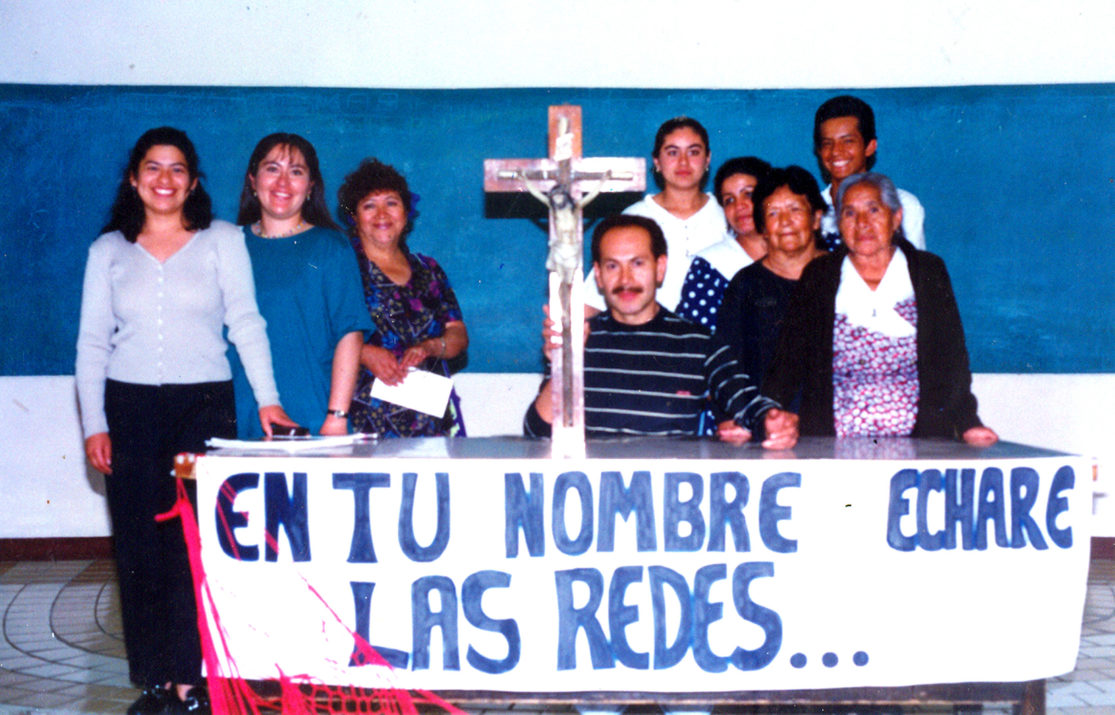 EN TU NOMBRE ECHARE
LAS REDES...